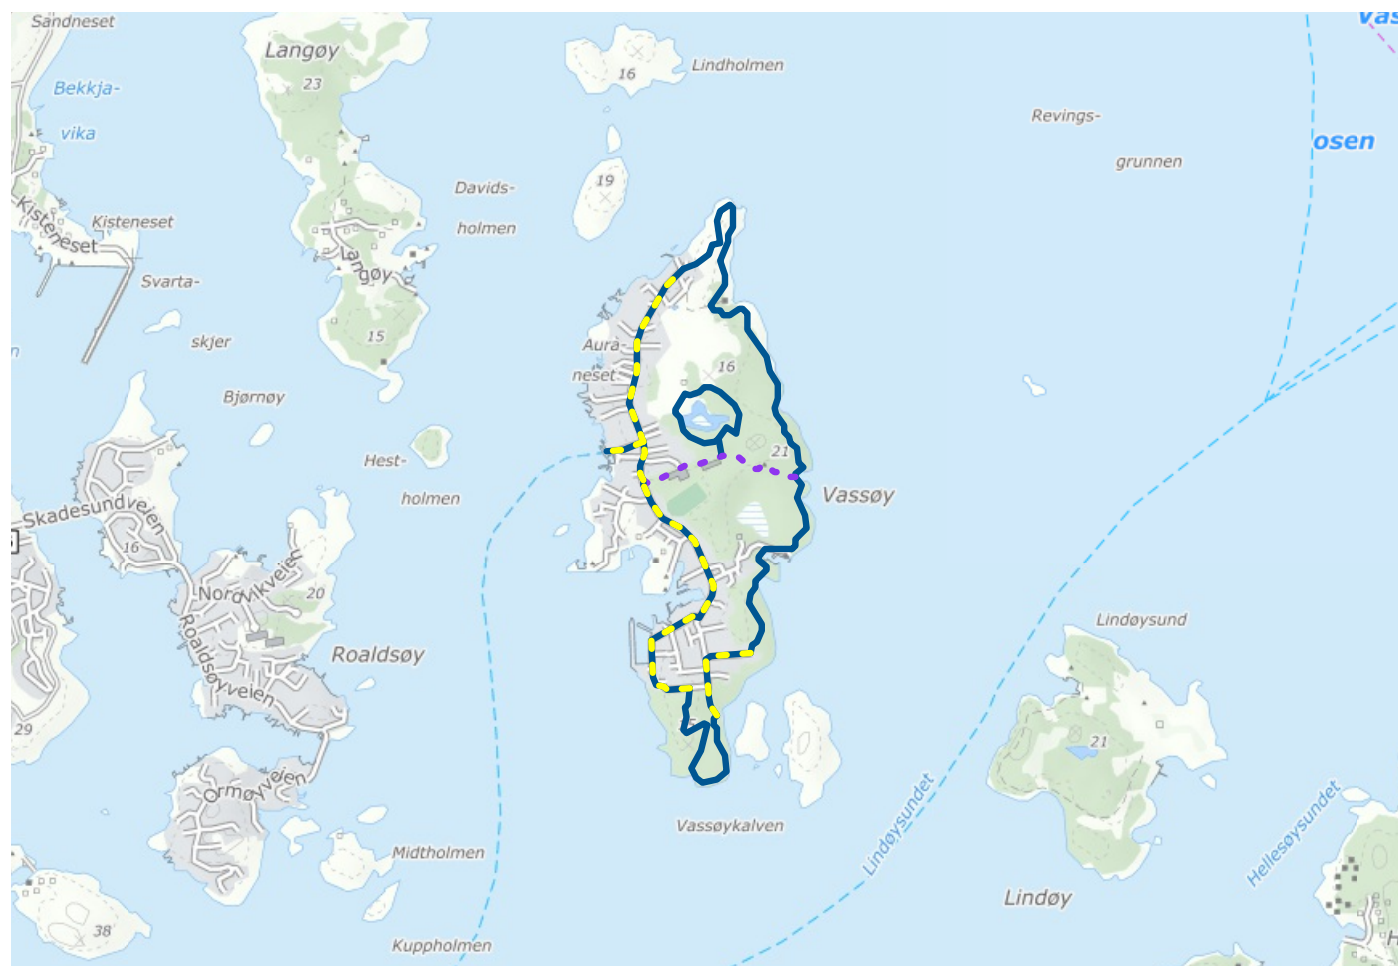 Sandneset
Langøy
23
Bekkja-
vika
16
Lindholmen
Vas
Revings-
grunnen
osen
19
Davids-
holmen
Kisteneset
Kisteneset
Langøy
Svarta-
skjer
15
Aura-
neset
16
Bjørnøy
Hest-
holmen
21
Vassøy
Skadesundveien
16
Nordvikveien
20
Roaldsøyveien
Roaldsøy
Lindøysund
29
21
Ormøyveien
Vassøykalven
Lindøysundet
Hellesøysundet
Midtholmen
Lindøy
38
Kuppholmen
H